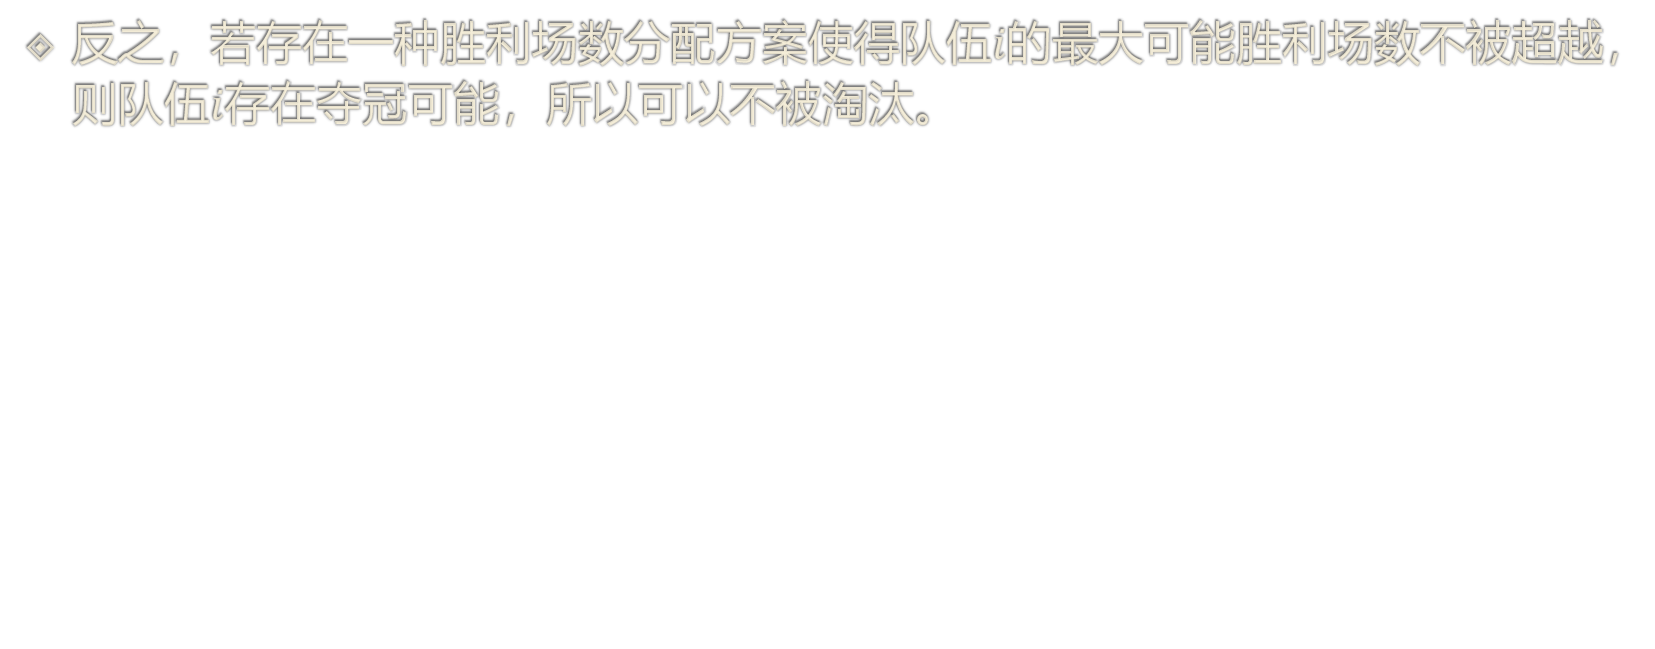 反之，若存在一种胜利场数分配方案使得队伍i的最大可能胜利场数不被超越，
则队伍i存在夺冠可能，所以可以不被淘汰。